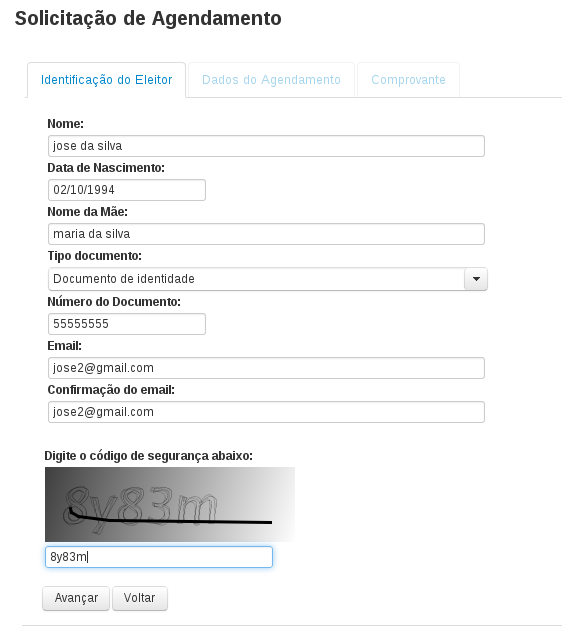 Solicitação de Agendamento
Identificação do Eleitor Dados do Agendamento Comprovante
Nome:
jose da silva
Data de Nascimento:
02/10/1994
Nome da Mãe:
maria da silva
Tipo documento:
Documento de identidade
Número do Documento:
55555555
Email:
jose2@gmail.com
Confirmação do email:
jose2@gmail.com
Digite o código de segurança abaixo:
8y83m
8y83m
Avançar Voltar